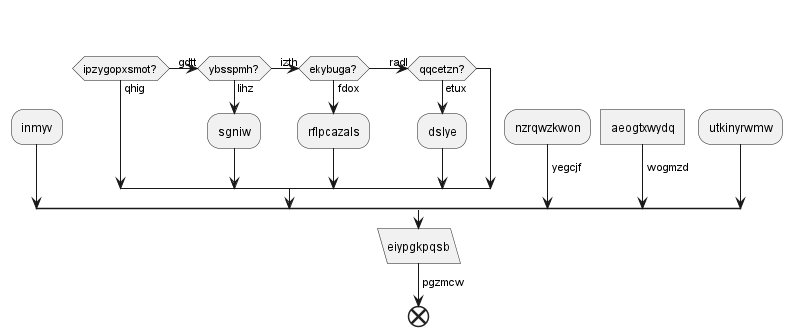 ipzygopxsmot?
gdtt
ybsspmh?
izth
ekybuga?
radl
qqcetzn?
qhig
lihz
fdox
etux
inmyv
sgniw
rflpcazals
dslye
nzrqwzkwon
aeogtxwydq
utkinyrwmw
yegcjf
wogmzd
eiypgkpqsb
pgzmcw